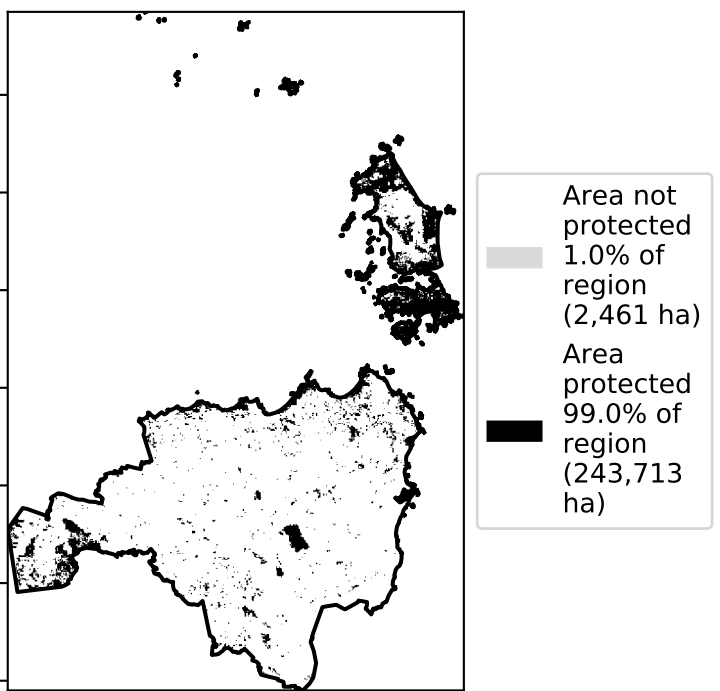 Area not
protected
1.0% of
region
(2,461 ha)
Area
protected
99.0% of
region
(243,713
ha)